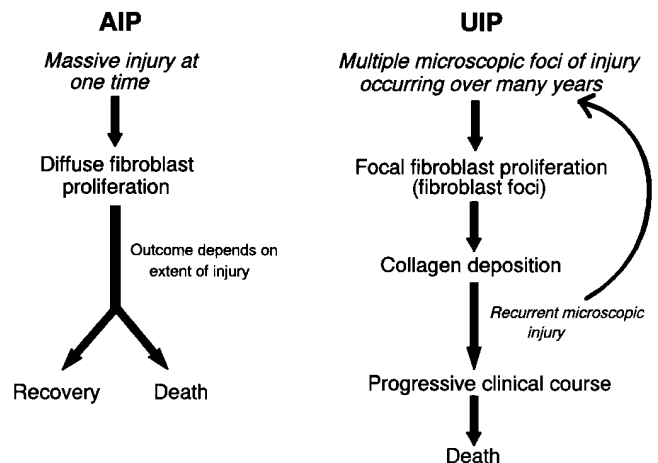 AIP
Massive injury at
one time
Diffuse fibroblast
proliferation
Outcome depends on
extent of injury
Recovery
Death
UIP
Multiple microscopic foci of injury
occurring over many years
Focal fibroblast proliferation
(fibroblast foci)
Collagen deposition
Recurrent microscopic
injury
Progressive clinical course
Death